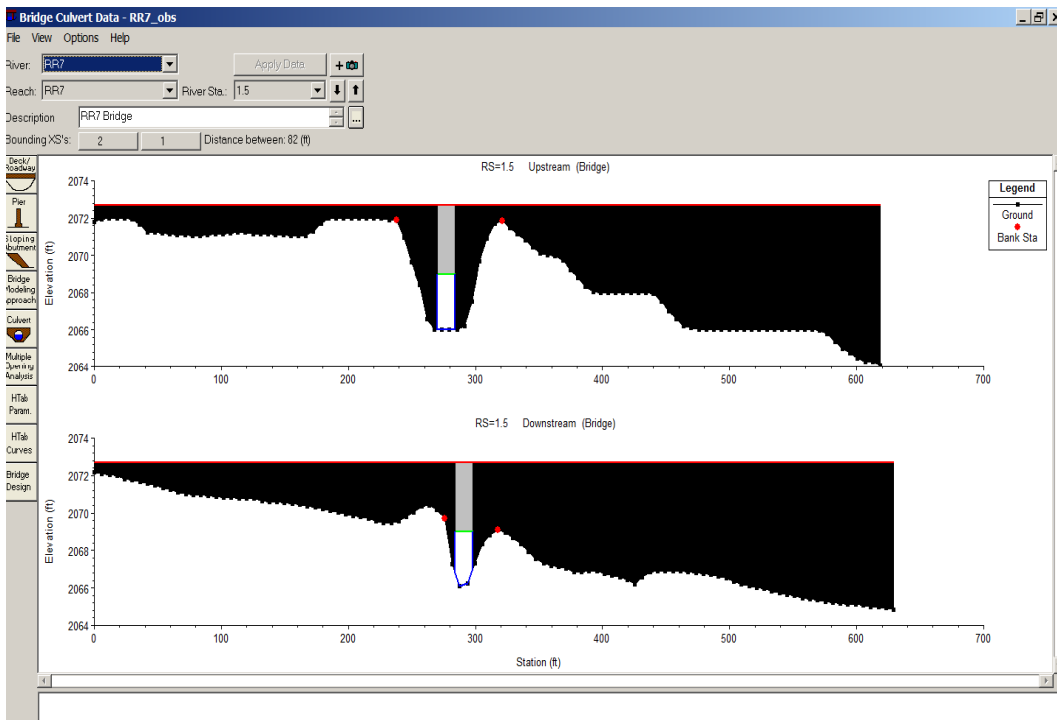 Bridge Culvert Data - RR7_obs
File View Options Help
River: RR7 Apply Data
Reach: RR7 River Sta.: 1.5
Description RR7 Bridge ...
Bounding XS's: 2 1 Distance between: 82 (ft)
Deck/
Roadway
Pier
Sloping
Abutment
Bridge
Modeling
Approach
Culvert
Multiple
Opening
Analysis
HTab
Param.
HTab
Curves
Bridge
Design
RS=1.5 Upstream (Bridge)
Elevation (ft)
2074
2072
2070
2068
2066
2064
0 100 200 300 400 500 600 700
Legend
Ground
Bank Sta
RS=1.5 Downstream (Bridge)
Elevation (ft)
2074
2072
2070
2068
2066
2064
0 100 200 300 400 500 600 700
Station (ft)